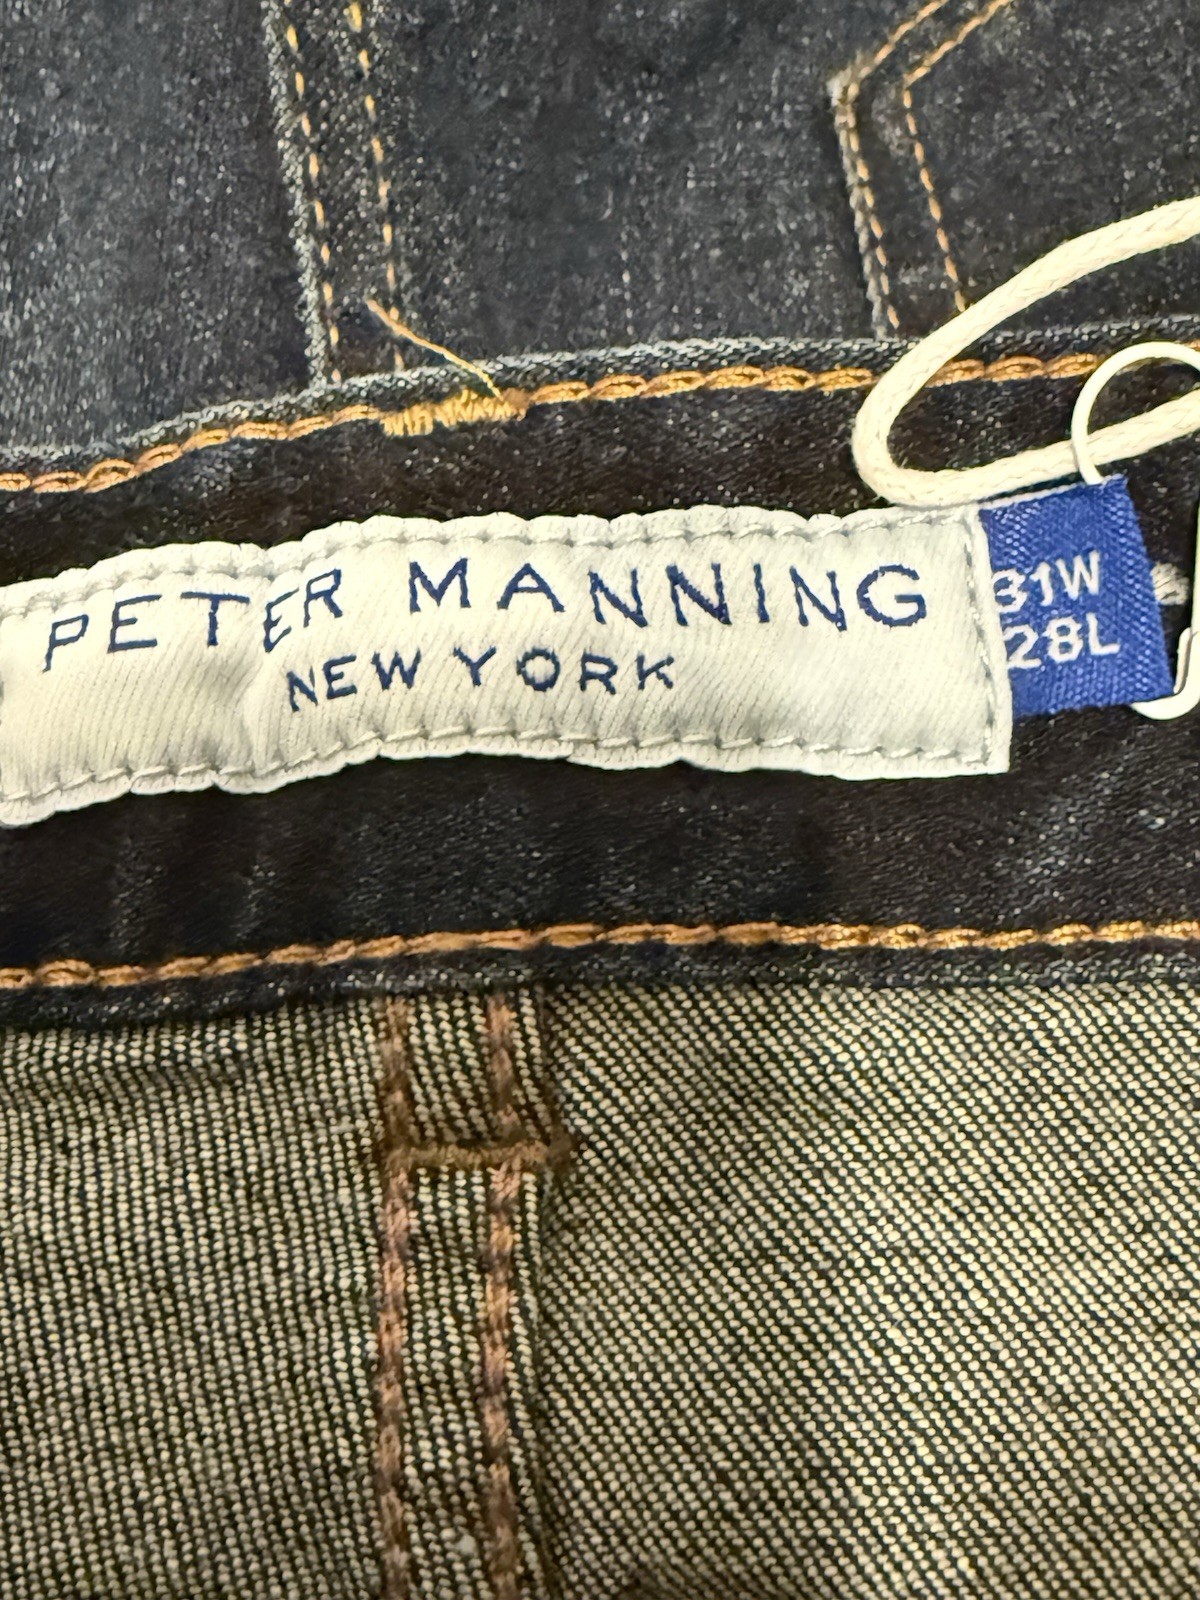 PETER MANNING
NEW YORK
31W
28L